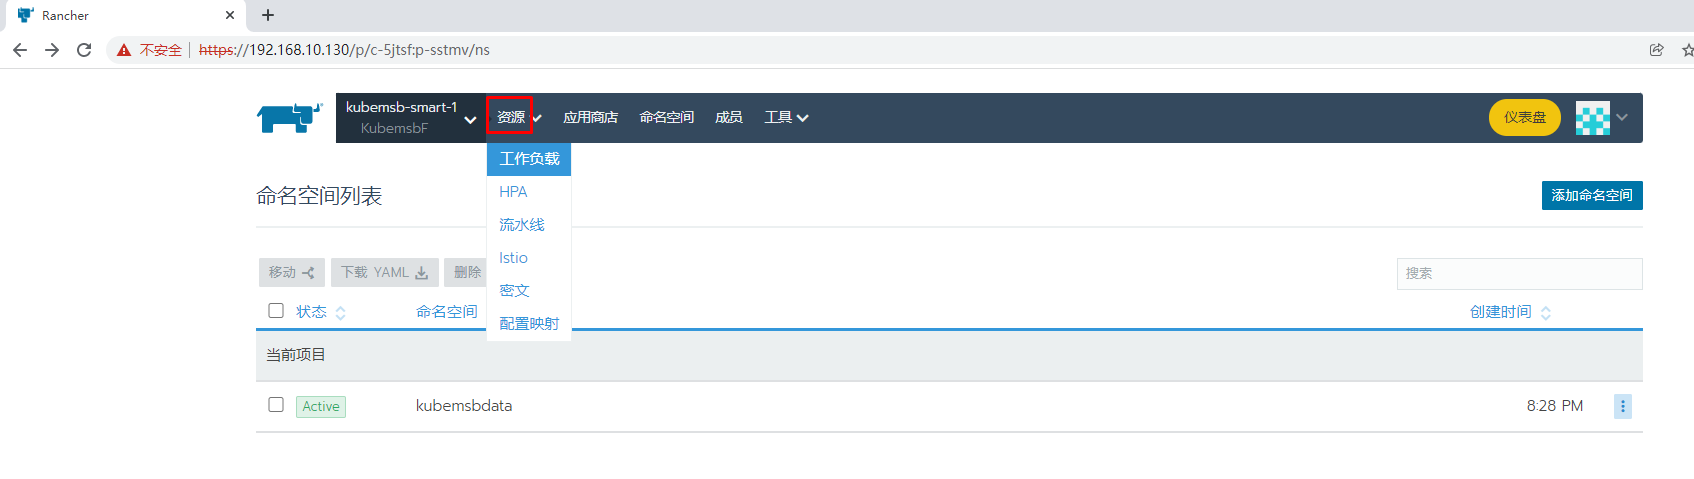 Rancher
不安全 https://192.168.10.130/p/c-5jtsf:p-sstmv/ns
kubemsb-smart-1
KubemsbF
资源 应用商店 命名空间 成员 工具 仪表盘
工作负载
HPA
流水线
Istio
密文
配置映射
命名空间列表 添加命名空间
移动 下载 YAML 删除 搜索
状态 命名空间 创建时间
当前项目
Active kubemsbdata 8:28 PM